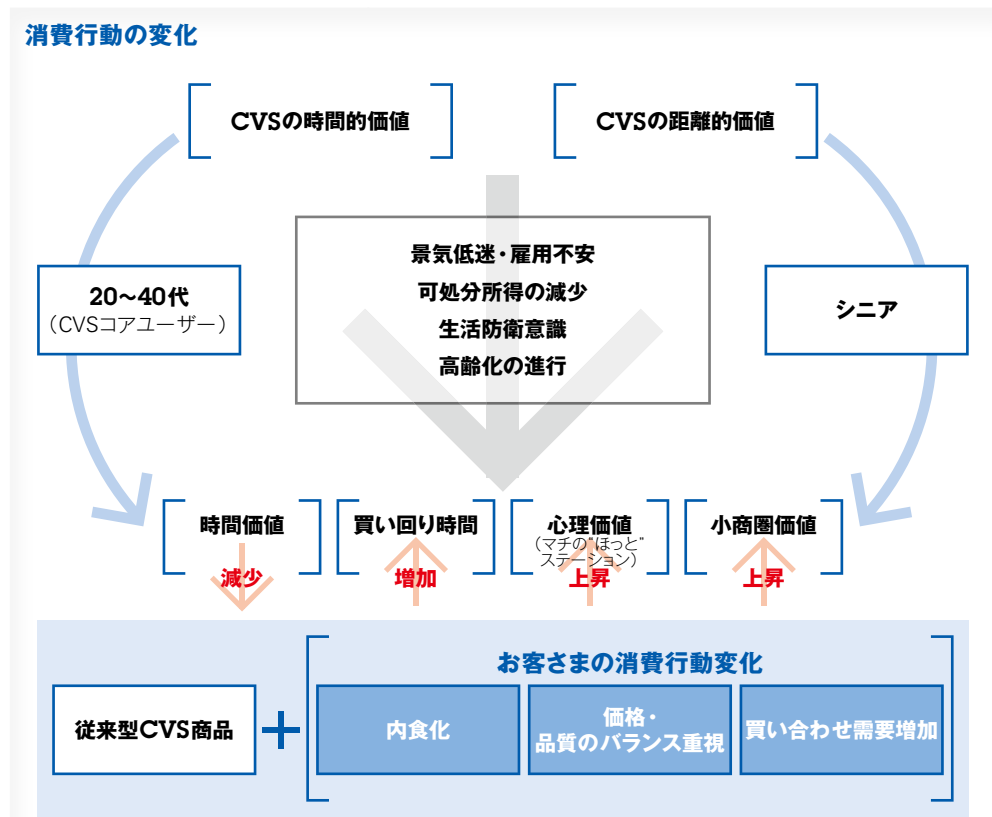 消費行動の変化
CVSの時間的価値
CVSの距離的価値
景気低迷・雇用不安
可処分所得の減少
生活防衛意識
高齢化の進行
20〜40代
（CVSコアユーザー）
シニア
時間価値
減少
買い回り時間
増加
心理価値
（マチの"ほっと"
ステーション）
上昇
小商圏価値
上昇
お客さまの消費行動変化
従来型CVS商品
+
内食化
価格・
品質のバランス重視
買い合わせ需要増加